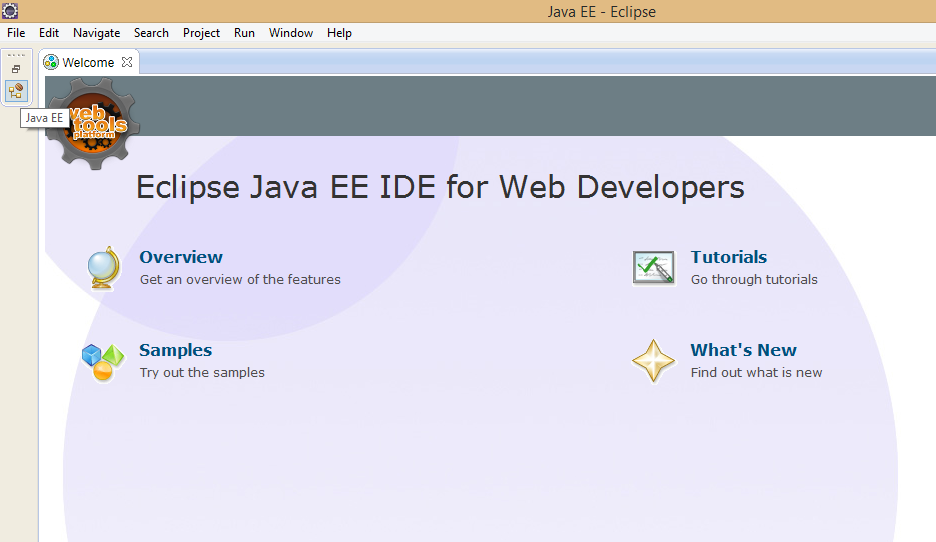 Java EE - Eclipse
File Edit Navigate Search Project Run Window Help
Welcome
Java EE
web
tools
platform
Eclipse Java EE IDE for Web Developers
Overview
Get an overview of the features
Tutorials
Go through tutorials
Samples
Try out the samples
What's New
Find out what is new